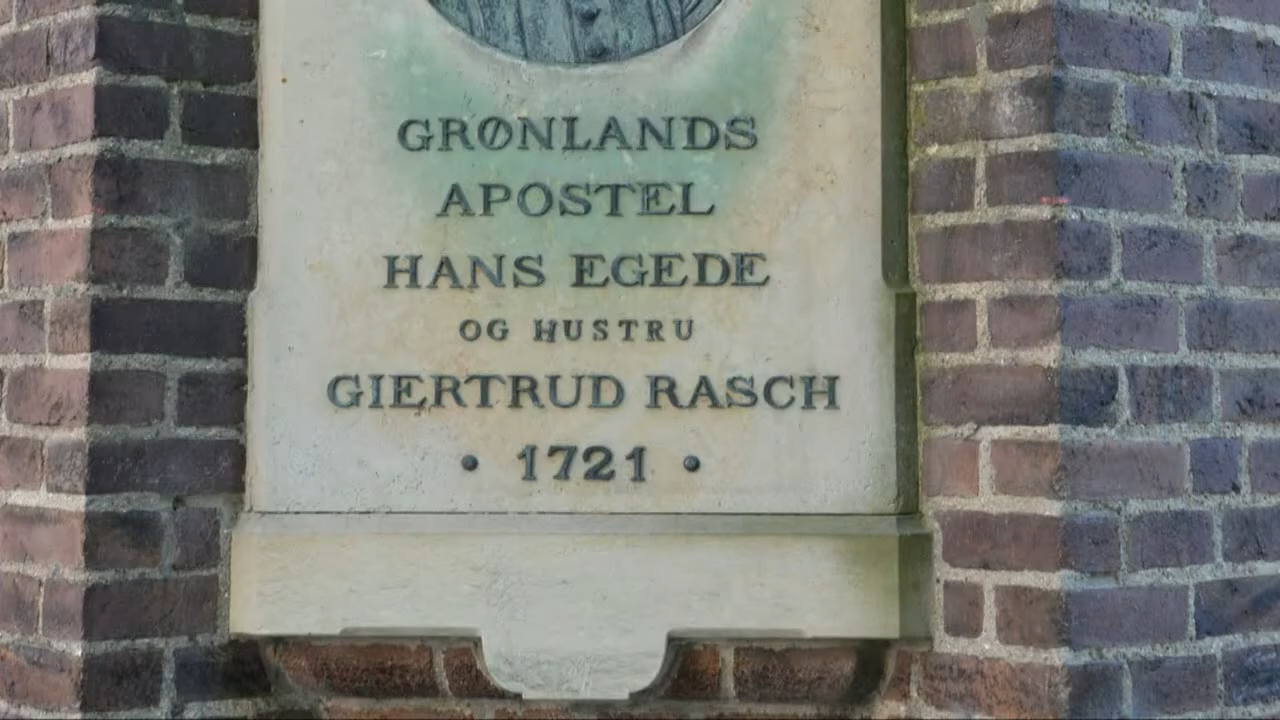 GRØNLANDS
APOSTEL
HANS EGEDE
OG HUSTRU
GIERTRUD RASCH
• 1721 •